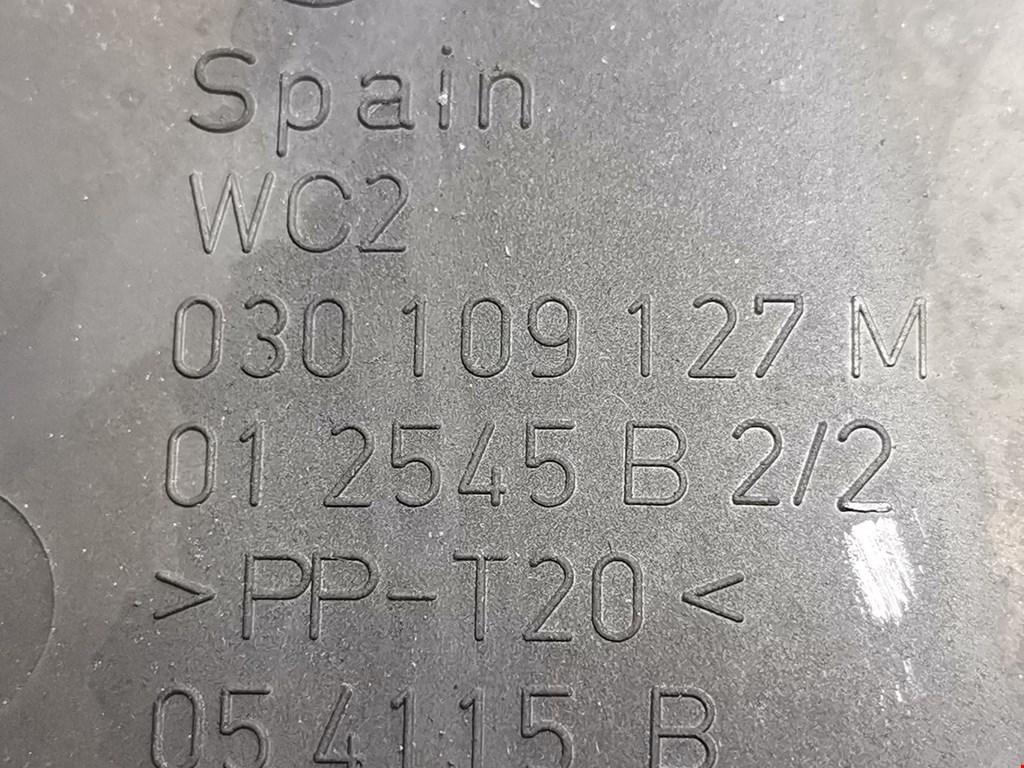 Spain
WC2
030 109 127 M
01 2545 B 2/2
>PP-T20<
05 4115 B